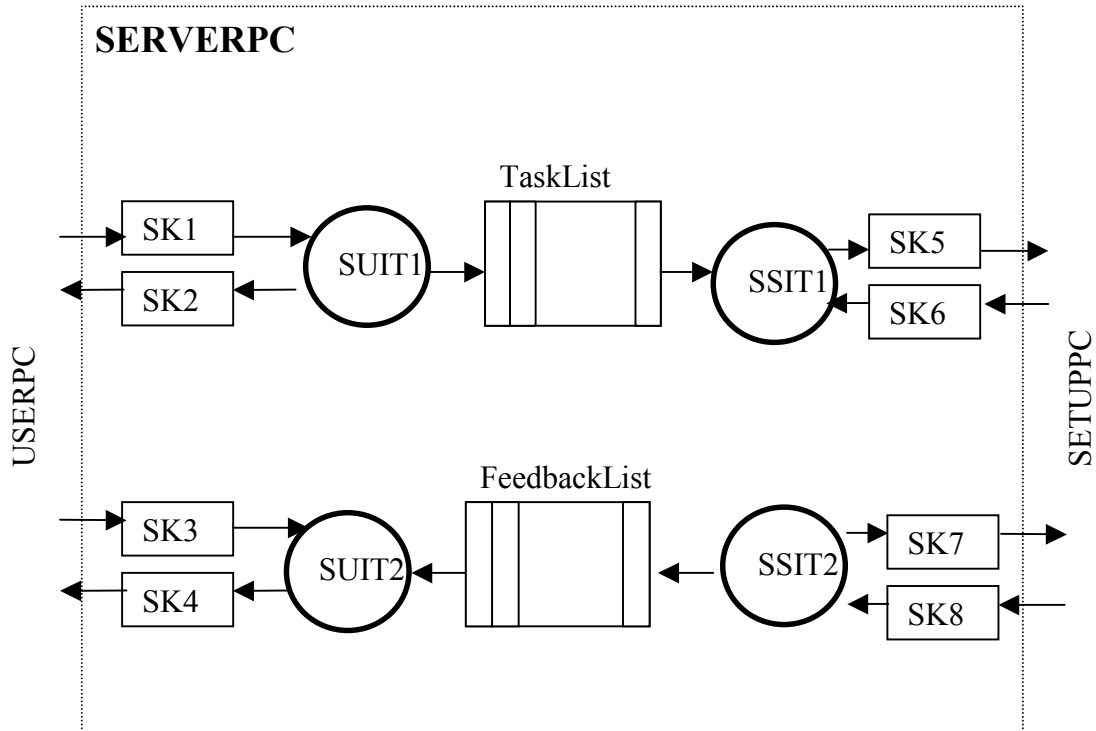 SERVERPC
TaskList
SK1
SUIT1
SK5
SK2
SSIT1
SK6
USERPC
SETUPPC
FeedbackList
SK3
SUIT2
SSIT2
SK7
SK4
SK8